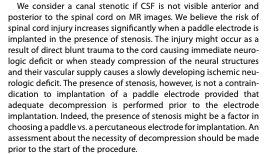 We consider a canal stenotic if CSF is not visible anterior and
posterior to the spinal cord on MR images. We believe the risk of
spinal cord injury increases significantly when a paddle electrode is
implanted in the presence of stenosis. The injury might occur as a
result of direct blunt trauma to the cord causing immediate neuro-
logic deficit or when steady compression of the neural structures
and their vascular supply causes a slowly developing ischemic neu-
rologic deficit. The presence of stenosis, however, is not a contrain-
dication to implantation of a paddle electrode provided that
adequate decompression is performed prior to the electrode
implantation. Indeed, the presence of stenosis might be a factor in
choosing a paddle vs. a percutaneous electrode for implantation. An
assessment about the necessity of decompression should be made
prior to the start of the procedure.